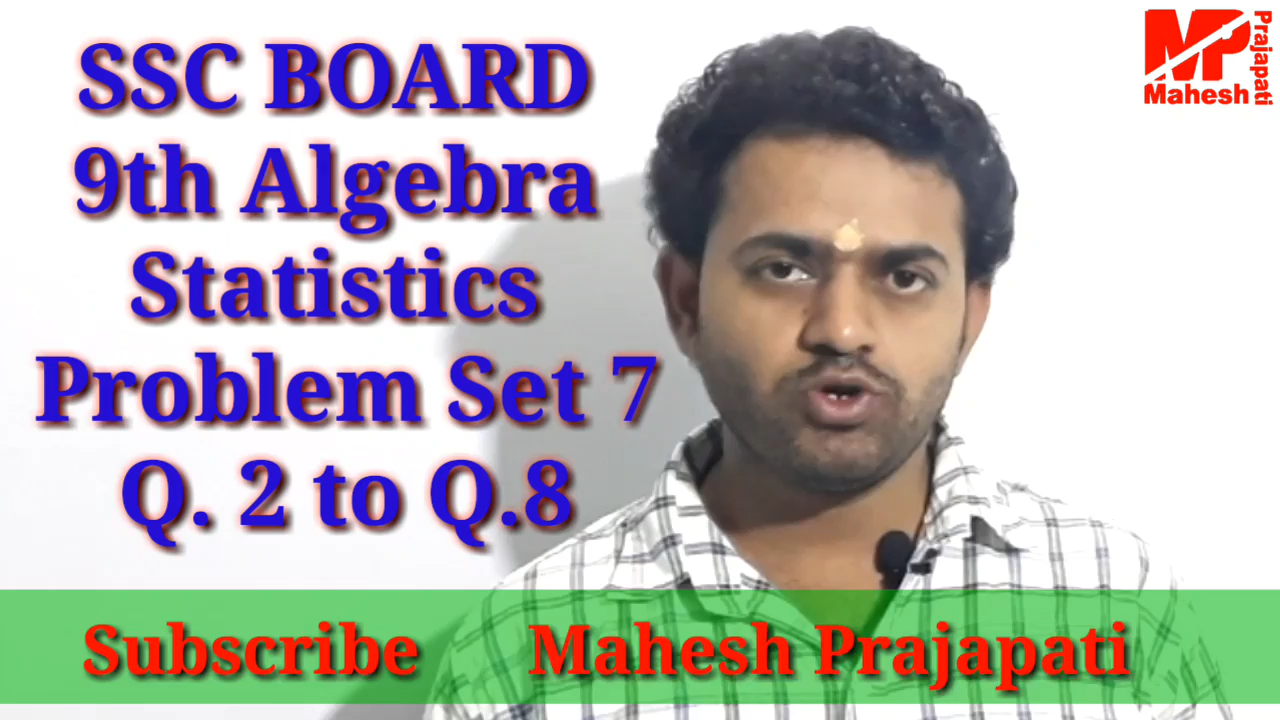 SSC BOARD
9th Algebra
Statistics
Problem Set 7
Q. 2 to Q.8
Subscribe Mahesh Prajapati
MP
Mahesh
Prajapati